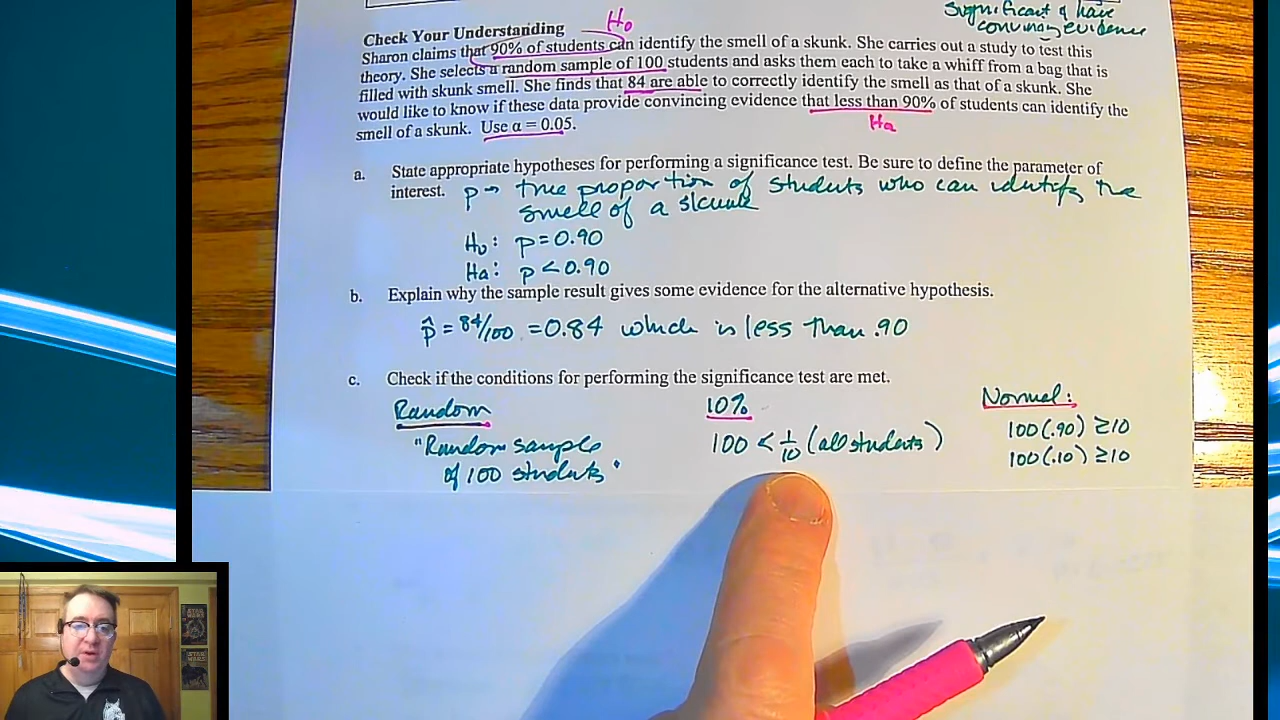 Significant & have
convincing evidence
H₀
Check Your Understanding
Sharon claims that 90% of students can identify the smell of a skunk. She carries out a study to test this
theory. She selects a random sample of 100 students and asks them each to take a whiff from a bag that is
filled with skunk smell. She finds that 84 are able to correctly identify the smell as that of a skunk. She
would like to know if these data provide convincing evidence that less than 90% of students can identify the
smell of a skunk. Use α = 0.05.
Ha
a. State appropriate hypotheses for performing a significance test. Be sure to define the parameter of
interest. p → true proportion of students who can identify the
smell of a skunk
H₀: p = 0.90
Ha: p < 0.90
b. Explain why the sample result gives some evidence for the alternative hypothesis.
p̂ = 84/100 = 0.84 which is less than .90
c. Check if the conditions for performing the significance test are met.
Random 10% Normal:
"Random sample 100 < 1/10 (all students) 100(.90) ≥ 10
of 100 students" 100(.10) ≥ 10
STAR WARS
STAR WARS